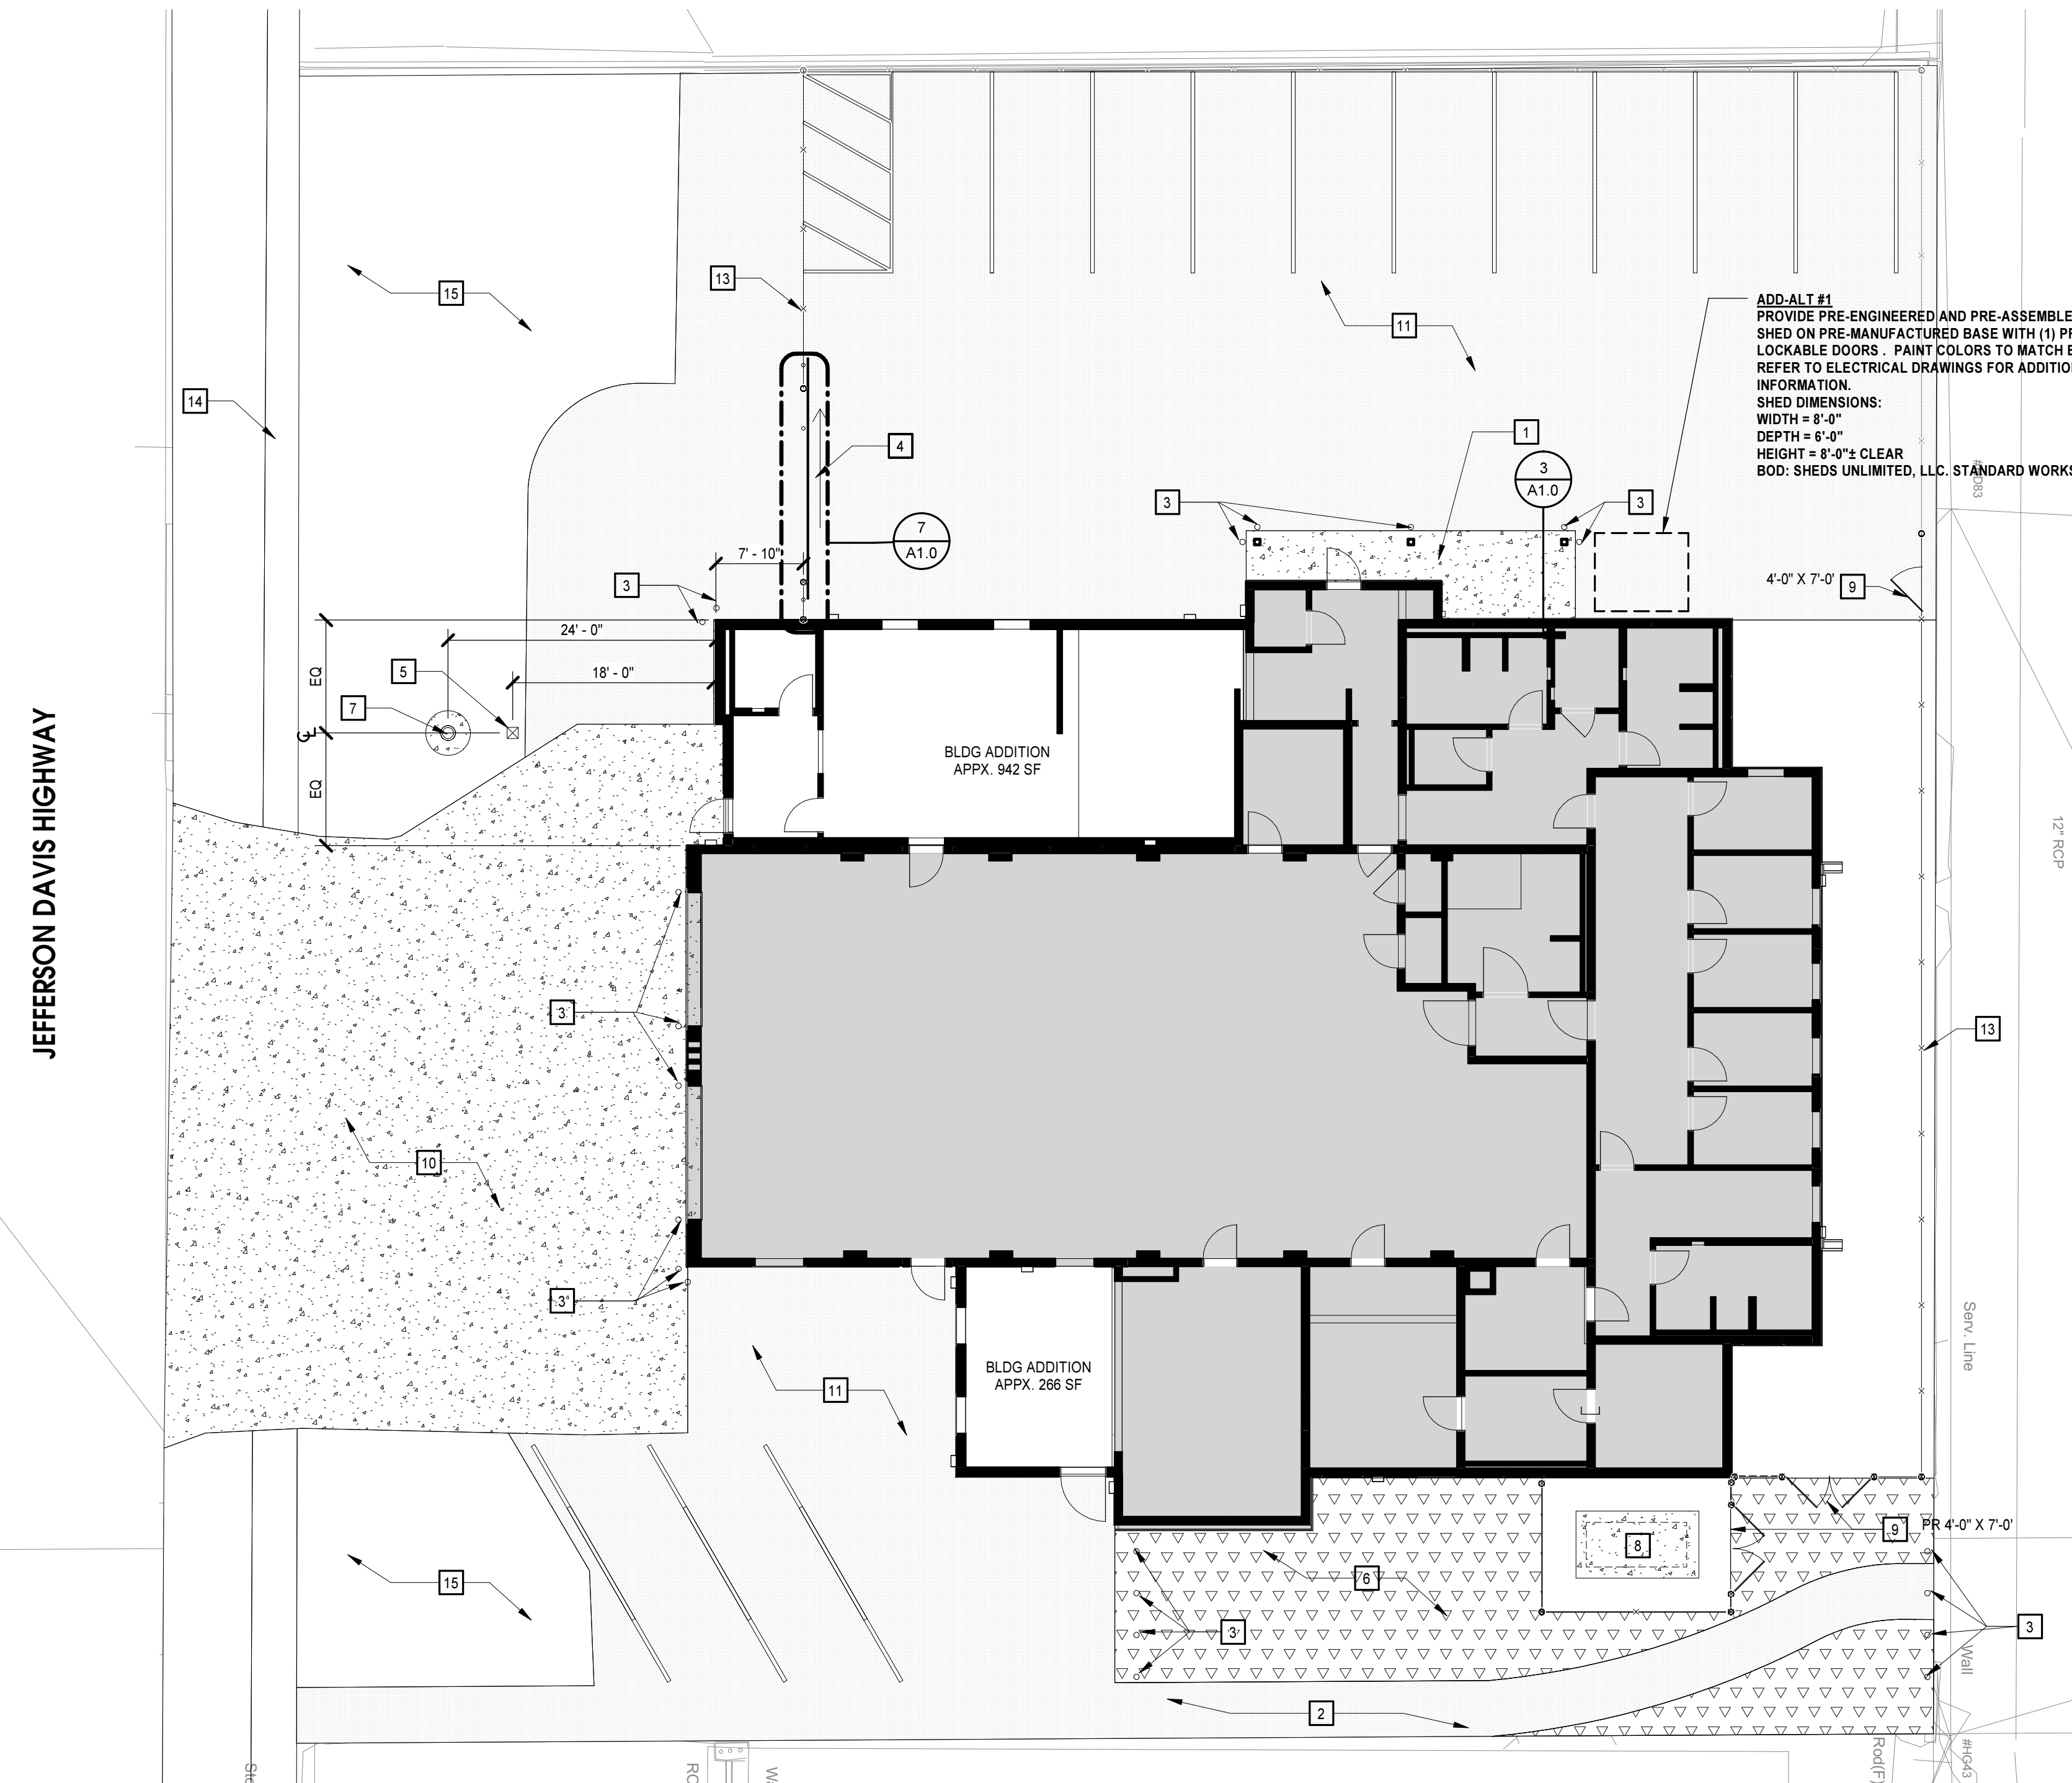 13
15
11
ADD-ALT #1
PROVIDE PRE-ENGINEERED AND PRE-ASSEMBLE
SHED ON PRE-MANUFACTURED BASE WITH (1) PR
LOCKABLE DOORS . PAINT COLORS TO MATCH
REFER TO ELECTRICAL DRAWINGS FOR ADDITIO
INFORMATION.
SHED DIMENSIONS:
WIDTH = 8'-0"
DEPTH = 6'-0"
HEIGHT = 8'-0"± CLEAR
BOD: SHEDS UNLIMITED, LLC. STANDARD WORKS
14
4
1
3
A1.0
3
3
7
A1.0
7' - 10"
3
4'-0" X 7'-0'
9
24' - 0"
EQ
5
18' - 0"
7
CL
EQ
BLDG ADDITION
APPX. 942 SF
12" RCP
JEFFERSON DAVIS HIGHWAY
3
13
10
3
Serv. Line
BLDG ADDITION
APPX. 266 SF
11
9
PR 4'-0" X 7'-0'
8
15
6
3
3
Wall
2
Rod(F)
#HG43
RC